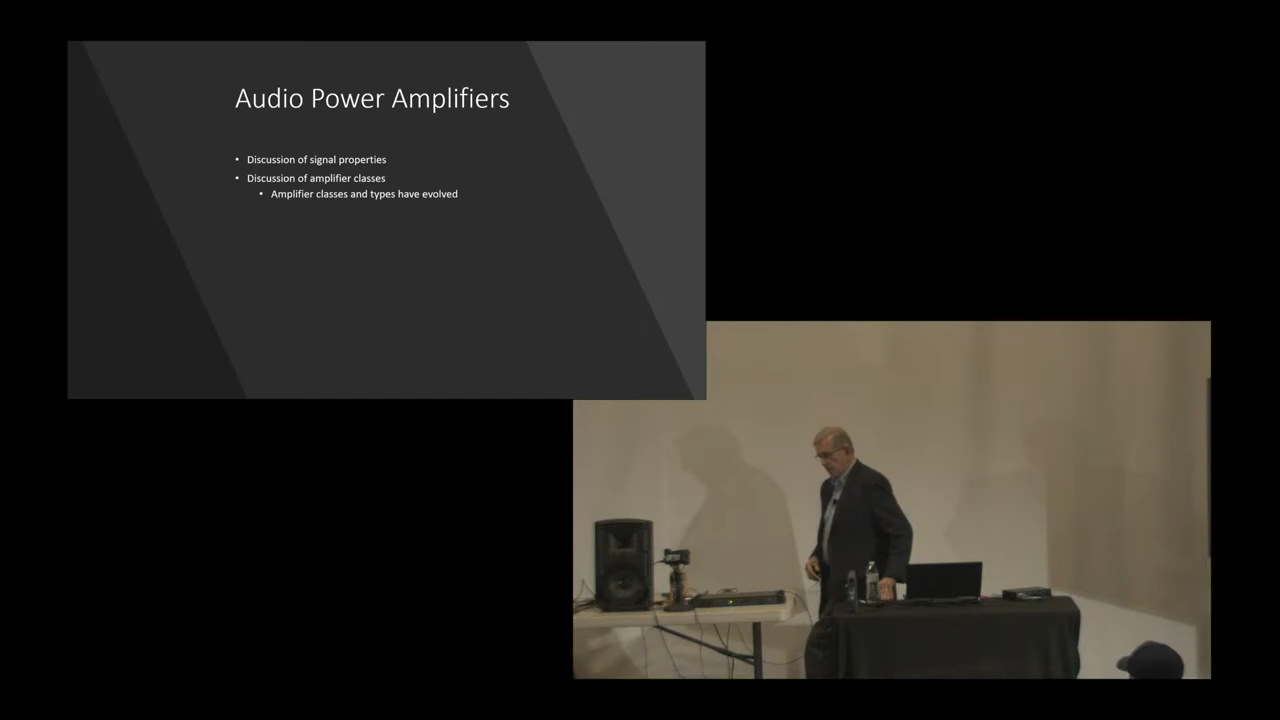 Audio Power Amplifiers
• Discussion of signal properties
• Discussion of amplifier classes
• Amplifier classes and types have evolved